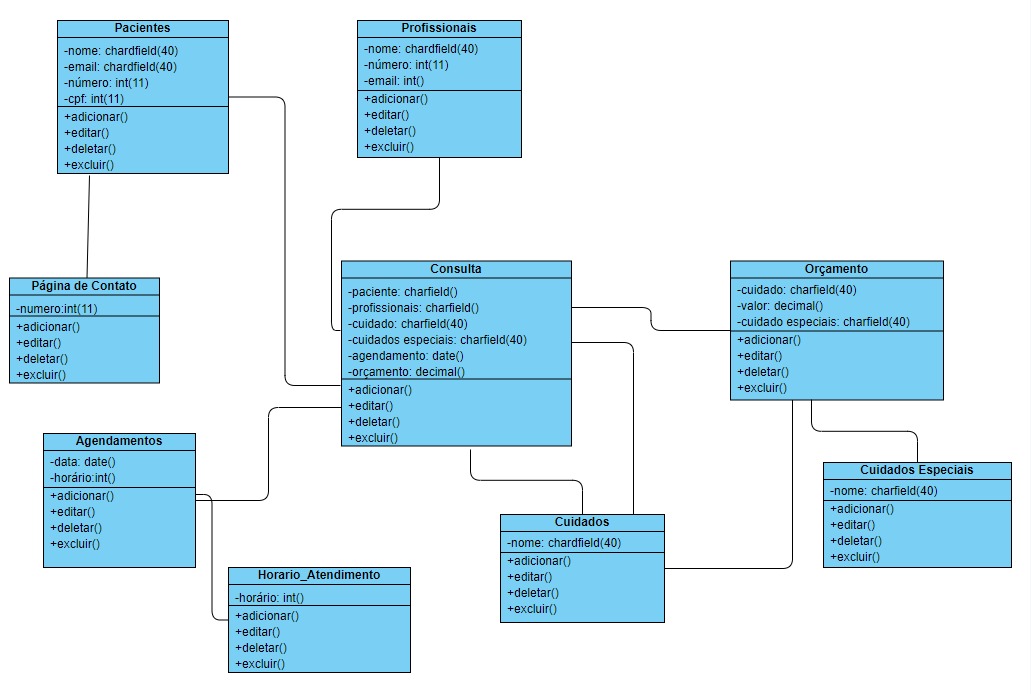 Pacientes
-nome: chardfield(40)
-email: chardfield(40)
-número: int(11)
-cpf: int(11)
+adicionar()
+editar()
+deletar()
+excluir()
Profissionais
-nome: chardfield(40)
-número: int(11)
-email: int()
+adicionar()
+editar()
+deletar()
+excluir()
Página de Contato
-numero:int(11)
+adicionar()
+editar()
+deletar()
+excluir()
Consulta
-paciente: charfield()
-profissionais: charfield()
-cuidado: charfield(40)
-cuidados especiais: charfield(40)
-agendamento: date()
-orçamento: decimal()
+adicionar()
+editar()
+deletar()
+excluir()
Orçamento
-cuidado: charfield(40)
-valor: decimal()
-cuidado especiais: charfield(40)
+adicionar()
+editar()
+deletar()
+excluir()
Agendamentos
-data: date()
-horário:int()
+adicionar()
+editar()
+deletar()
+excluir()
Cuidados Especiais
-nome: charfield(40)
+adicionar()
+editar()
+deletar()
+excluir()
Cuidados
-nome: chardfield(40)
+adicionar()
+editar()
+deletar()
+excluir()
Horario_Atendimento
-horário: int()
+adicionar()
+editar()
+deletar()
+excluir()